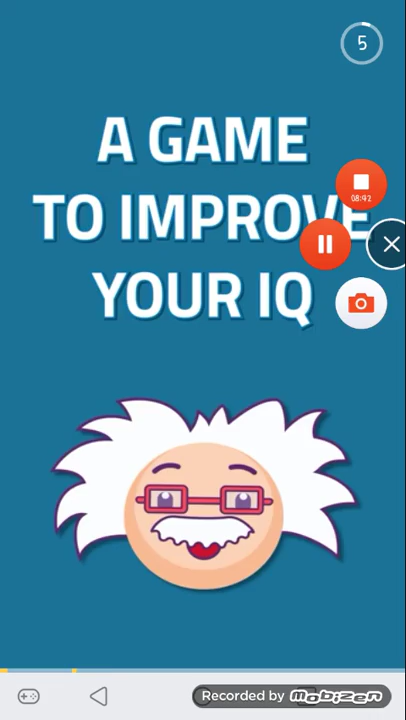 5
A GAME
08:42
TO IMPROVE
YOUR IQ
Recorded by mobizen